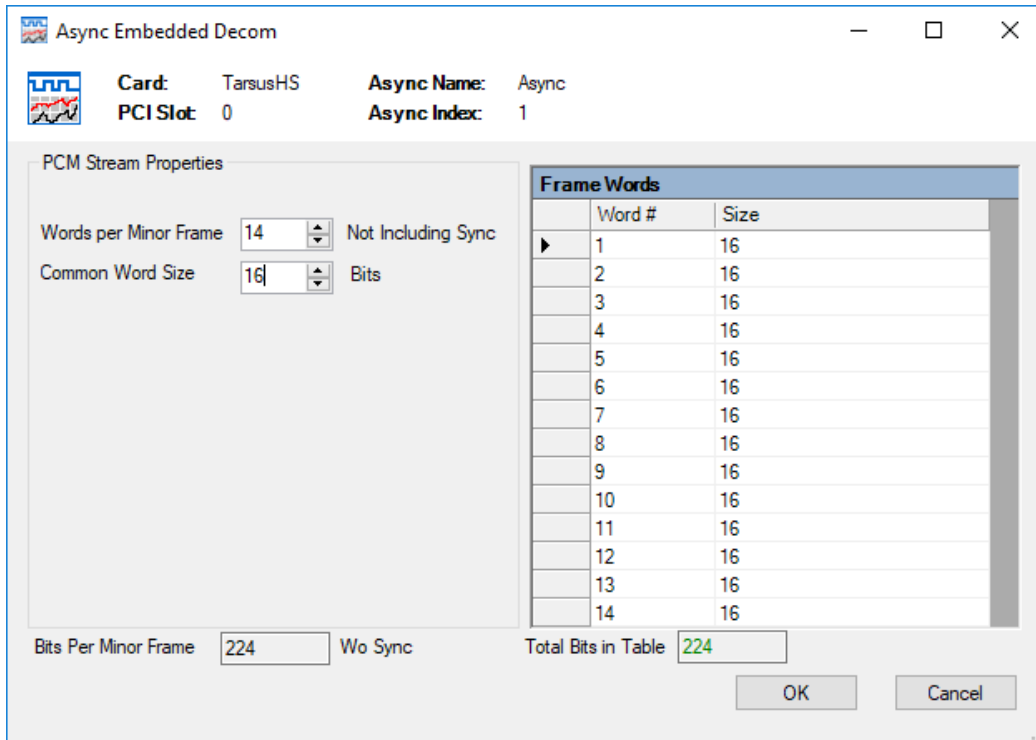 Async Embedded Decom
Card: TarsusHS Async Name: Async
PCI Slot: 0 Async Index: 1
PCM Stream Properties
Words per Minor Frame 14 Not Including Sync
Common Word Size 16 Bits
Frame Words
Word # Size
1 16
2 16
3 16
4 16
5 16
6 16
7 16
8 16
9 16
10 16
11 16
12 16
13 16
14 16
Bits Per Minor Frame 224 Wo Sync Total Bits in Table 224
OK Cancel